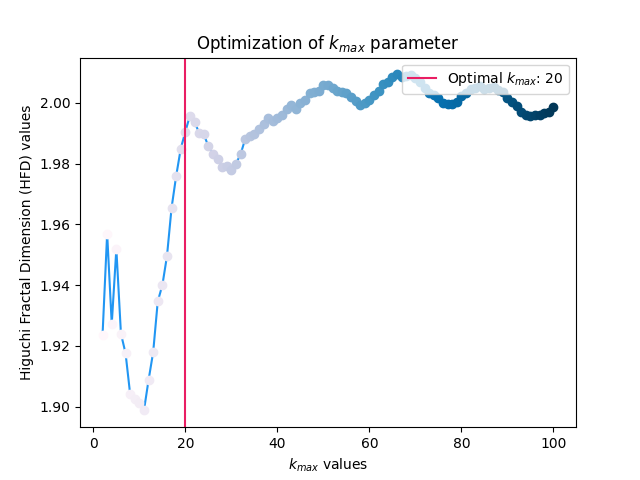 Optimization of $k_{max}$ parameter
Optimal $k_{max}$: 20
Higuchi Fractal Dimension (HFD) values
2.00
1.98
1.96
1.94
1.92
1.90
0 20 40 60 80 100
$k_{max}$ values